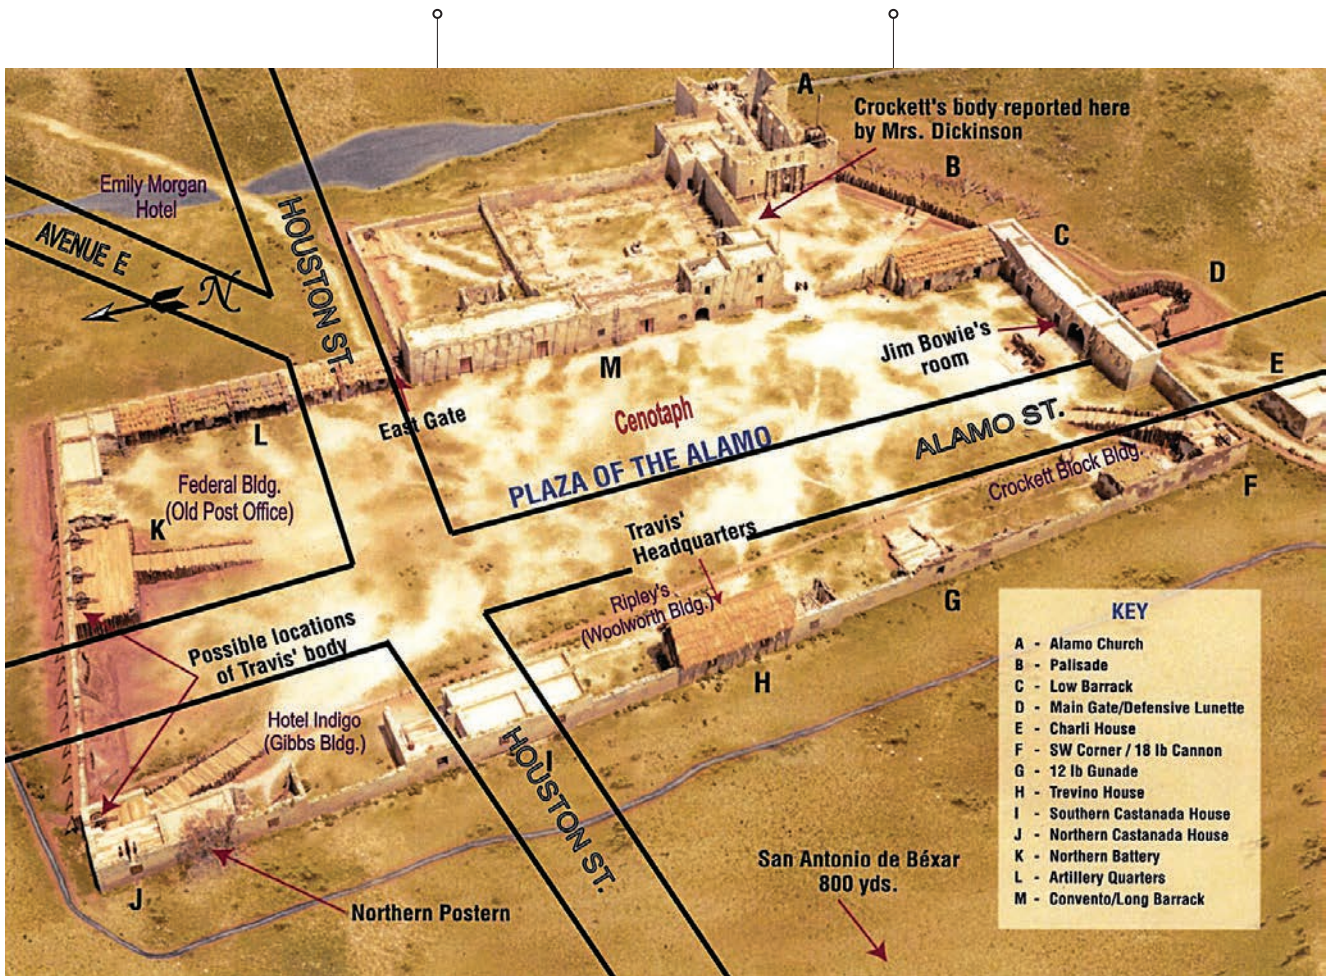 A
Crockett's body reported here
by Mrs. Dickinson
B
Emily Morgan
Hotel
HOUSTON ST.
AVENUE E
N
C
D
Jim Bowie's
room
E
M
East Gate
Cenotaph
PLAZA OF THE ALAMO
ALAMO ST.
L
Crockett Block Bldg.
F
Federal Bldg.
(Old Post Office)
K
Travis'
Headquarters
Ripley's
(Woolworth Bldg.)
G
Possible locations
of Travis' body
H
Hotel Indigo
(Gibbs Bldg.)
I
HOUSTON ST.
J
Northern Postern
San Antonio de Béxar
800 yds.
KEY
A - Alamo Church
B - Palisade
C - Low Barrack
D - Main Gate/Defensive Lunette
E - Charli House
F - SW Corner / 18 lb Cannon
G - 12 lb Gunade
H - Trevino House
I - Southern Castanada House
J - Northern Castanada House
K - Northern Battery
L - Artillery Quarters
M - Convento/Long Barrack